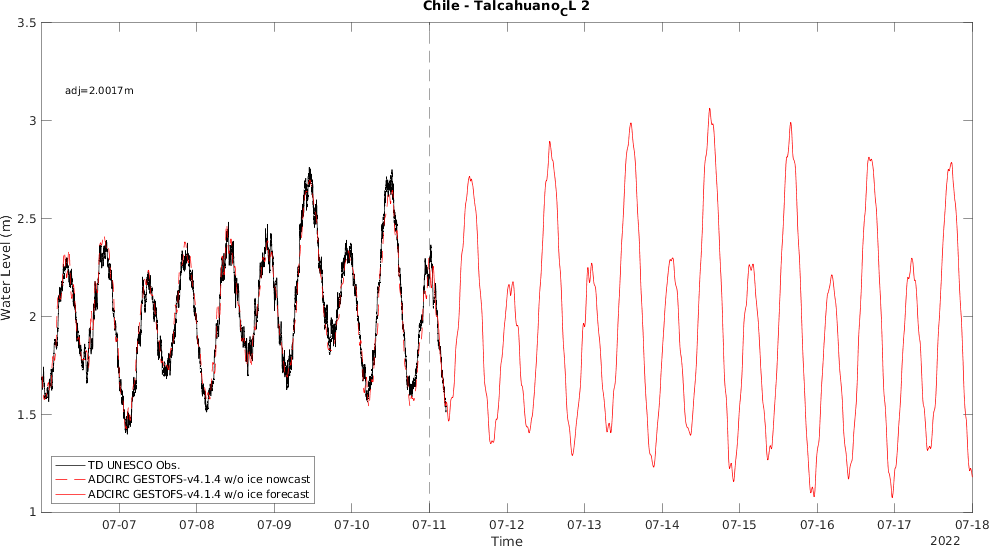 Chile - TalcahuanoCL 2
3.5
adj=2.0017m
3
2.5
Water Level (m)
2
1.5
TD UNESCO Obs.
ADCIRC GESTOFS-v4.1.4 w/o ice nowcast
ADCIRC GESTOFS-v4.1.4 w/o ice forecast
1
07-07 07-08 07-09 07-10 07-11 07-12 07-13 07-14 07-15 07-16 07-17 07-18
Time
2022